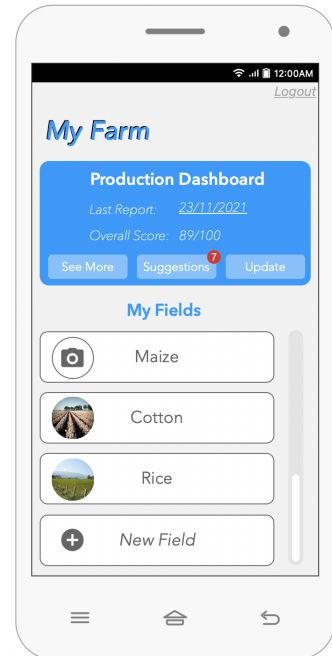 12:00AM
Logout
My Farm
Production Dashboard
Last Report: 23/11/2021
Overall Score: 89/100
See More Suggestions 7 Update
My Fields
Maize
Cotton
Rice
New Field